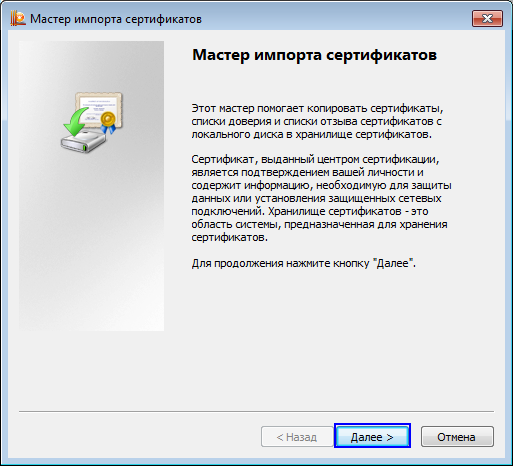 Мастер импорта сертификатов
Мастер импорта сертификатов
Этот мастер помогает копировать сертификаты,
списки доверия и списки отзыва сертификатов с
локального диска в хранилище сертификатов.
Сертификат, выданный центром сертификации,
является подтверждением вашей личности и
содержит информацию, необходимую для защиты
данных или установления защищенных сетевых
подключений. Хранилище сертификатов - это
область системы, предназначенная для хранения
сертификатов.
Для продолжения нажмите кнопку "Далее".
< Назад Далее > Отмена